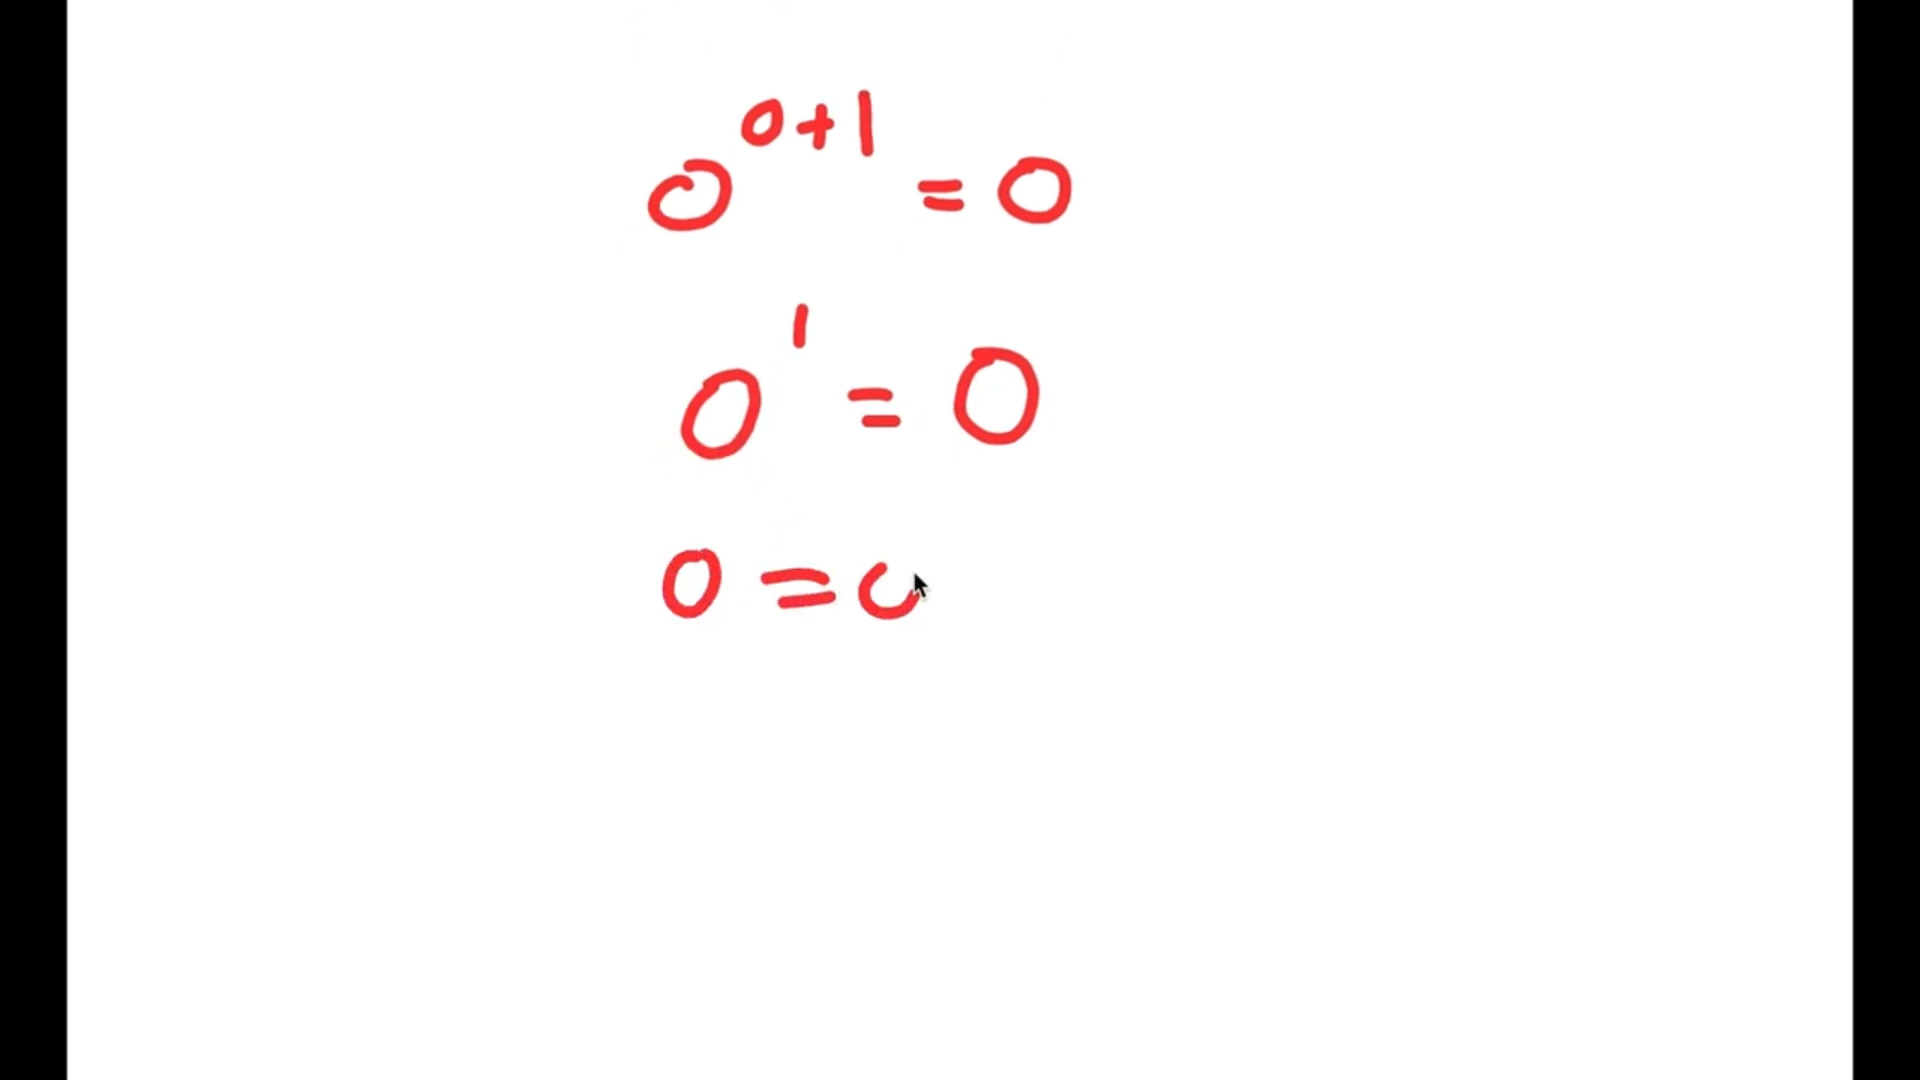 0^{0+1} = 0
0^1 = 0
0 = 0